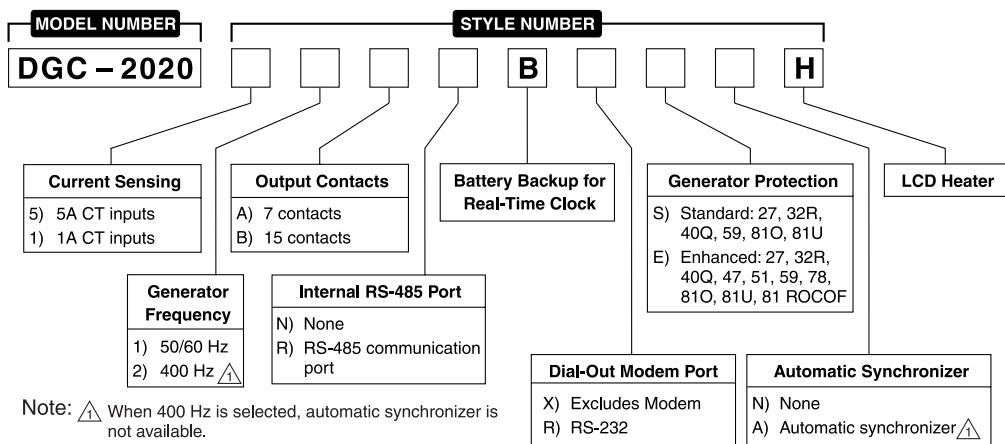 MODEL NUMBER
STYLE NUMBER
DGC – 2020
B
H
Current Sensing
5) 5A CT inputs
1) 1A CT inputs
Output Contacts
A) 7 contacts
B) 15 contacts
Battery Backup for
Real-Time Clock
Generator Protection
S) Standard: 27, 32R,
40Q, 59, 81O, 81U
E) Enhanced: 27, 32R,
40Q, 47, 51, 59, 78,
81O, 81U, 81 ROCOF
LCD Heater
Generator
Frequency
1) 50/60 Hz
2) 400 Hz 1
Internal RS-485 Port
N) None
R) RS-485 communication
port
Dial-Out Modem Port
X) Excludes Modem
R) RS-232
Automatic Synchronizer
N) None
A) Automatic synchronizer 1
Note: 1 When 400 Hz is selected, automatic synchronizer is
not available.